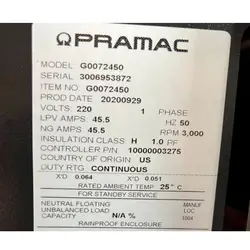 PRAMAC
MODEL G0072450
SERIAL 3006953872
ITEM NO. G0072450
PROD DATE 20200929
VOLTS 220 1 PHASE
LPV AMPS 45.5 HZ 50
NG AMPS 45.5 RPM 3,000
INSULATION CLASS H 1.0 PF
CONTROLLER P/N 10000003275
COUNTRY OF ORIGIN US
DUTY RTG CONTINUOUS
X'D 0.064 X"D 0.051
RATED AMBIENT TEMP 25° C
FOR STANDBY SERVICE
NEUTRAL FLOATING MANUF
UNBALANCED LOAD LOC
CAPACITY N/A % 1004
RAINPROOF ENCLOSURE